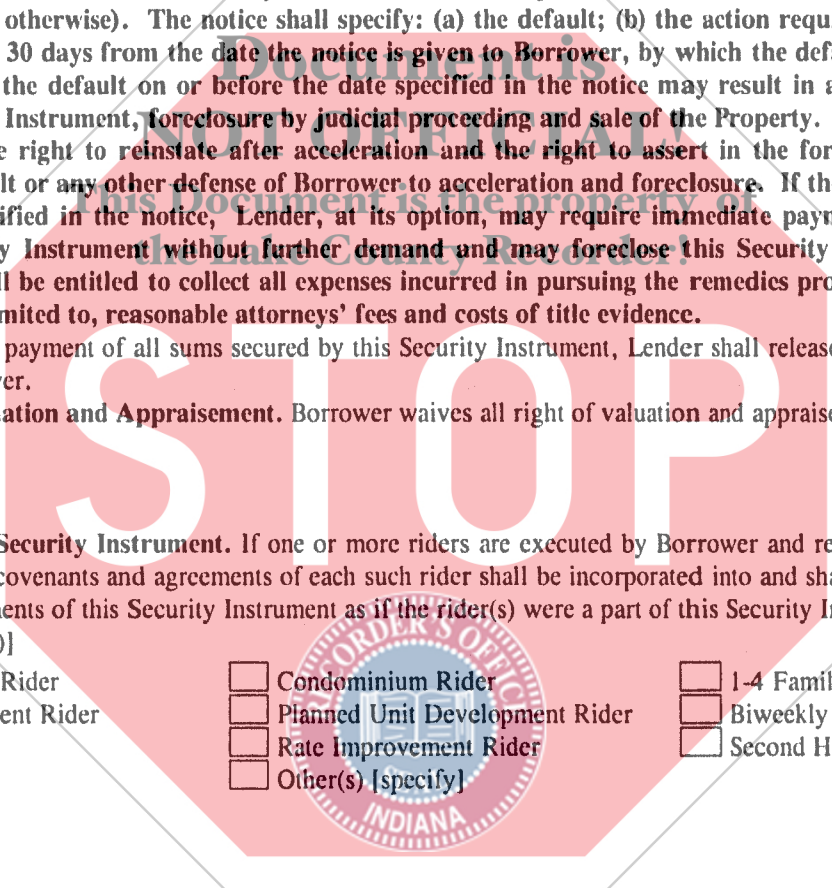 otherwise). The notice shall specify: (a) the default; (b) the action requ
30 days from the date the notice is given to Borrower, by which the def
the default on or before the date specified in the notice may result in a
Instrument, foreclosure by judicial proceeding and sale of the Property.
e right to reinstate after acceleration and the right to assert in the for
lt or any other defense of Borrower to acceleration and foreclosure. If th
ified in the notice, Lender, at its option, may require immediate paym
y Instrument without further demand and may foreclose this Security
ll be entitled to collect all expenses incurred in pursuing the remedies pro
mited to, reasonable attorneys' fees and costs of title evidence.
payment of all sums secured by this Security Instrument, Lender shall release
ver.
ation and Appraisement. Borrower waives all right of valuation and appraise
Security Instrument. If one or more riders are executed by Borrower and re
covenants and agreements of each such rider shall be incorporated into and sha
ents of this Security Instrument as if the rider(s) were a part of this Security In
)]
Rider Condominium Rider 1-4 Famil
ent Rider Planned Unit Development Rider Biweekly
Rate Improvement Rider Second H
Other(s) [specify]
Document is
NOT OFFICIAL!
This Document is the property of
the Lake County Recorder!
STOP
RECORDER'S OFFICE
INDIANA